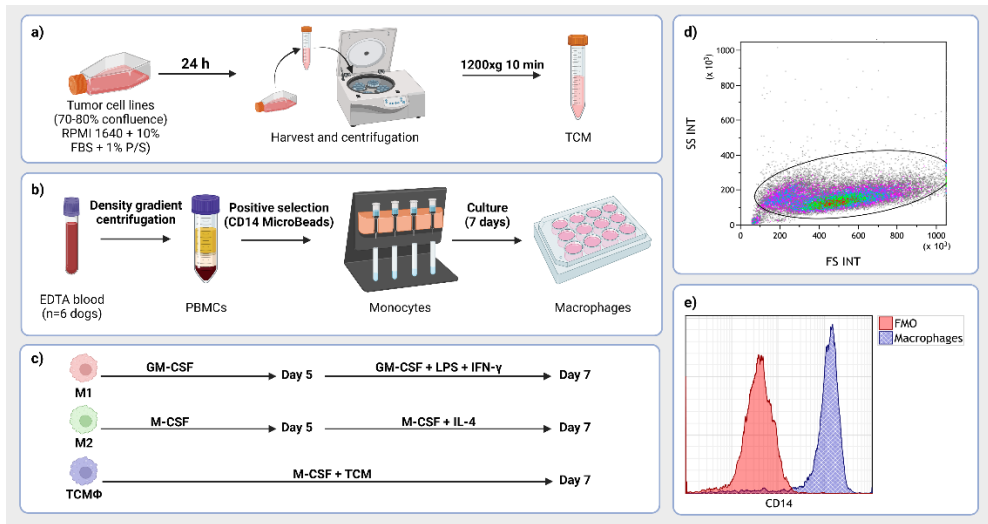 a)
24 h
1200xg 10 min
Tumor cell lines
(70-80% confluence)
RPMI 1640 + 10%
FBS + 1% P/S)
Harvest and centrifugation
TCM
b)
Density gradient
centrifugation
Positive selection
(CD14 MicroBeads)
Culture
(7 days)
EDTA blood
(n=6 dogs)
PBMCs
Monocytes
Macrophages
c)
M1
GM-CSF
Day 5
GM-CSF + LPS + IFN-γ
Day 7
M2
M-CSF
Day 5
M-CSF + IL-4
Day 7
TCMΦ
M-CSF + TCM
Day 7
d)
SS INT
(x 10³)
1000
800
600
400
200
0
0
200
400
600
800
1000
(x 10³)
FS INT
e)
FMO
Macrophages
CD14